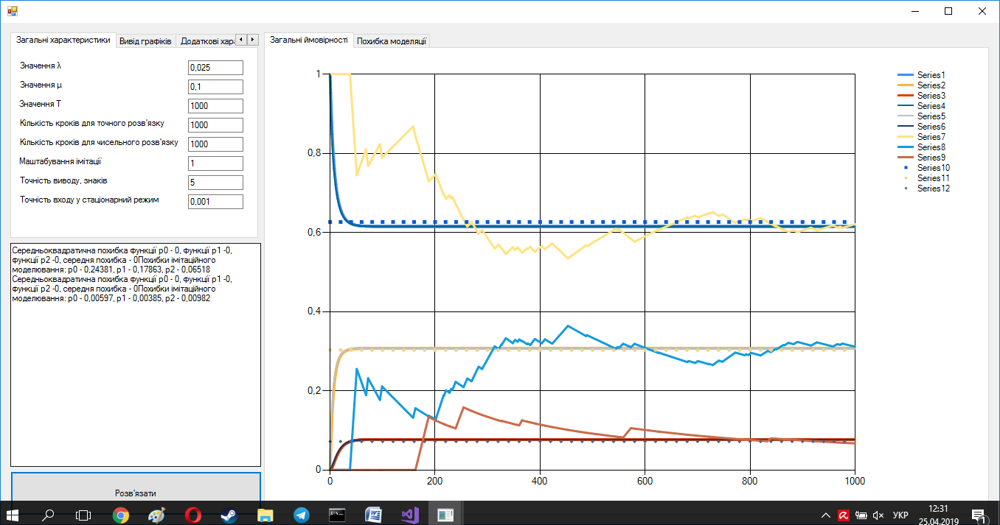 Загальні характеристики
Вивід графіків
Додаткові хар
Загальні ймовірності
Похибка моделяції
Значення λ
0,025
Значення μ
0,1
Значення T
1000
Кількість кроків для точного розв'язку
1000
Кількість кроків для чисельного розв'язку
1000
Маштабування імітації
1
Точність виводу, знаків
5
Точність входу у стаціонарний режим
0,001
Середньоквадратична похибка функції p0 - 0, функції p1 -0,
функції p2 -0, середня похибка - 0Похибки імітаційного
моделювання: p0 - 0,24381, p1 - 0,17863, p2 - 0,06518
Середньоквадратична похибка функції p0 - 0, функції p1 -0,
функції p2 -0, середня похибка - 0Похибки імітаційного
моделювання: p0 - 0,00597, p1 - 0,00385, p2 - 0,00982
Розв'язати
1
0,8
0,6
0,4
0,2
0
0
200
400
600
800
1000
Series1
Series2
Series3
Series4
Series5
Series6
Series7
Series8
Series9
Series10
Series11
Series12
УКР
12:31
25.04.2019
1